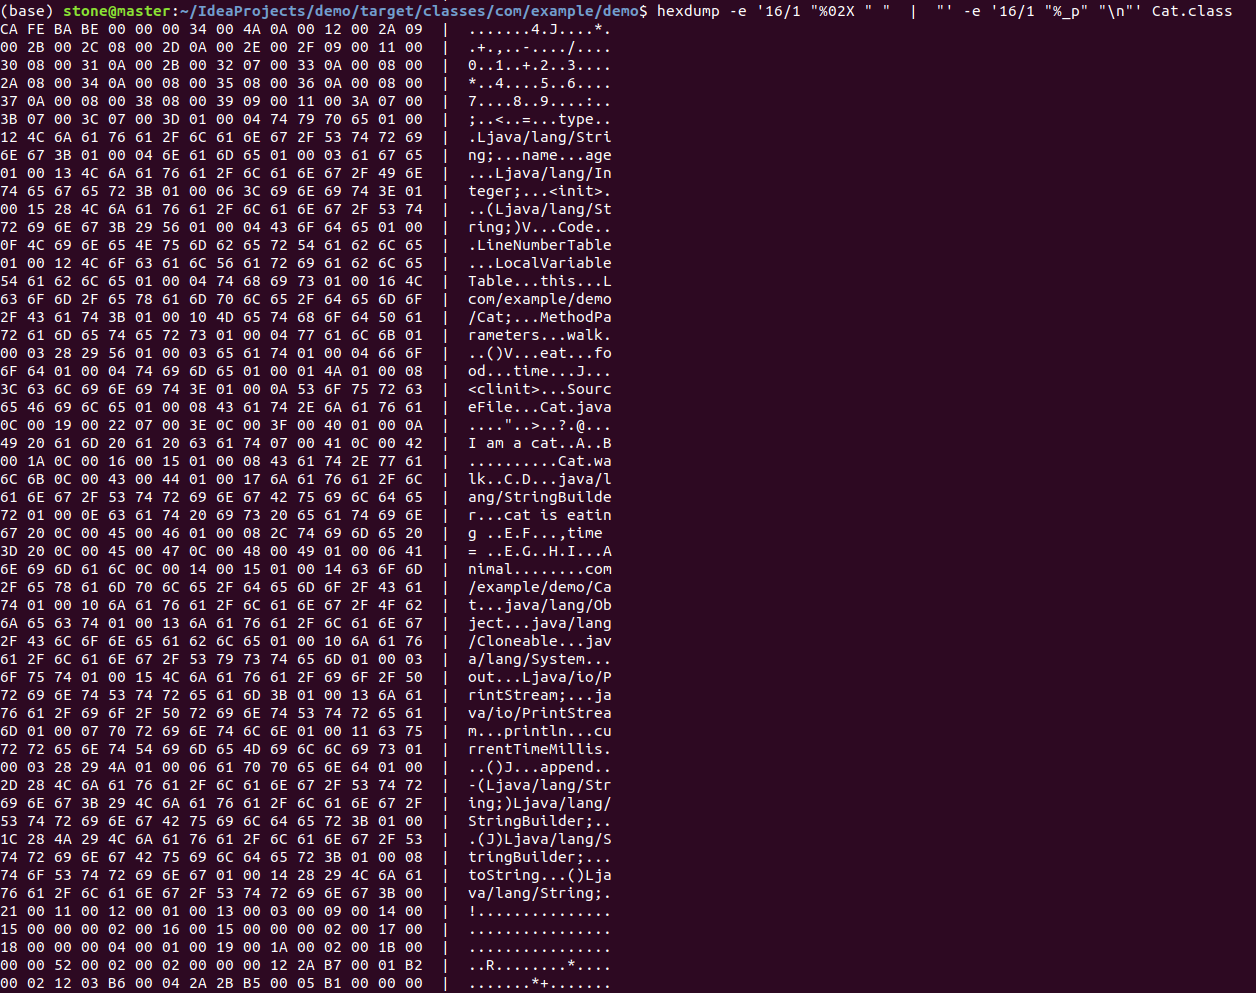 (base) stone@master:~/IdeaProjects/demo/target/classes/com/example/demo$ hexdump -e '16/1 "%02X " "  |  "' -e '16/1 "%_p" "\n"' Cat.class
CA FE BA BE 00 00 00 34 00 4A 0A 00 12 00 2A 09  |  .......4.J....*.
00 2B 00 2C 08 00 2D 0A 00 2E 00 2F 09 00 11 00  |  .+.,..-..../....
30 08 00 31 0A 00 2B 00 32 07 00 33 0A 00 08 00  |  0..1..+.2..3....
2A 08 00 34 0A 00 08 00 35 08 00 36 0A 00 08 00  |  *..4....5..6....
37 0A 00 08 00 38 08 00 39 09 00 11 00 3A 07 00  |  7....8..9....:..
3B 07 00 3C 07 00 3D 01 00 04 74 79 70 65 01 00  |  ;..<..=...type..
12 4C 6A 61 76 61 2F 6C 61 6E 67 2F 53 74 72 69  |  .Ljava/lang/Stri
6E 67 3B 01 00 04 6E 61 6D 65 01 00 03 61 67 65  |  ng;...name...age
01 00 13 4C 6A 61 76 61 2F 6C 61 6E 67 2F 49 6E  |  ...Ljava/lang/In
74 65 67 65 72 3B 01 00 06 3C 69 6E 69 74 3E 01  |  teger;...<init>.
00 15 28 4C 6A 61 76 61 2F 6C 61 6E 67 2F 53 74  |  ..(Ljava/lang/St
72 69 6E 67 3B 29 56 01 00 04 43 6F 64 65 01 00  |  ring;)V...Code..
0F 4C 69 6E 65 4E 75 6D 62 65 72 54 61 62 6C 65  |  .LineNumberTable
01 00 12 4C 6F 63 61 6C 56 61 72 69 61 62 6C 65  |  ...LocalVariable
54 61 62 6C 65 01 00 04 74 68 69 73 01 00 16 4C  |  Table...this...L
63 6F 6D 2F 65 78 61 6D 70 6C 65 2F 64 65 6D 6F  |  com/example/demo
2F 43 61 74 3B 01 00 10 4D 65 74 68 6F 64 50 61  |  /Cat;...MethodPa
72 61 6D 65 74 65 72 73 01 00 04 77 61 6C 6B 01  |  rameters...walk.
00 03 28 29 56 01 00 03 65 61 74 01 00 04 66 6F  |  ..()V...eat...fo
6F 64 01 00 04 74 69 6D 65 01 00 01 4A 01 00 08  |  od...time...J...
3C 63 6C 69 6E 69 74 3E 01 00 0A 53 6F 75 72 63  |  <clinit>...Sourc
65 46 69 6C 65 01 00 08 43 61 74 2E 6A 61 76 61  |  eFile...Cat.java
0C 00 19 00 22 07 00 3E 0C 00 3F 00 40 01 00 0A  |  ...."..>..?.@...
49 20 61 6D 20 61 20 63 61 74 07 00 41 0C 00 42  |  I am a cat..A..B
00 1A 0C 00 16 00 15 01 00 08 43 61 74 2E 77 61  |  ..........Cat.wa
6C 6B 0C 00 43 00 44 01 00 17 6A 61 76 61 2F 6C  |  lk..C.D...java/l
61 6E 67 2F 53 74 72 69 6E 67 42 75 69 6C 64 65  |  ang/StringBuilde
72 01 00 0E 63 61 74 20 69 73 20 65 61 74 69 6E  |  r...cat is eatin
67 20 0C 00 45 00 46 01 00 08 2C 74 69 6D 65 20  |  g ..E.F...,time
3D 20 0C 00 45 00 47 0C 00 48 00 49 01 00 06 41  |  = ..E.G..H.I...A
6E 69 6D 61 6C 0C 00 14 00 15 01 00 14 63 6F 6D  |  nimal........com
2F 65 78 61 6D 70 6C 65 2F 64 65 6D 6F 2F 43 61  |  /example/demo/Ca
74 01 00 10 6A 61 76 61 2F 6C 61 6E 67 2F 4F 62  |  t...java/lang/Ob
6A 65 63 74 01 00 13 6A 61 76 61 2F 6C 61 6E 67  |  ject...java/lang
2F 43 6C 6F 6E 65 61 62 6C 65 01 00 10 6A 61 76  |  /Cloneable...jav
61 2F 6C 61 6E 67 2F 53 79 73 74 65 6D 01 00 03  |  a/lang/System...
6F 75 74 01 00 15 4C 6A 61 76 61 2F 69 6F 2F 50  |  out...Ljava/io/P
72 69 6E 74 53 74 72 65 61 6D 3B 01 00 13 6A 61  |  rintStream;...ja
76 61 2F 69 6F 2F 50 72 69 6E 74 53 74 72 65 61  |  va/io/PrintStrea
6D 01 00 07 70 72 69 6E 74 6C 6E 01 00 11 63 75  |  m...println...cu
72 72 65 6E 74 54 69 6D 65 4D 69 6C 6C 69 73 01  |  rrentTimeMillis.
00 03 28 29 4A 01 00 06 61 70 70 65 6E 64 01 00  |  ..()J...append..
2D 28 4C 6A 61 76 61 2F 6C 61 6E 67 2F 53 74 72  |  -(Ljava/lang/Str
69 6E 67 3B 29 4C 6A 61 76 61 2F 6C 61 6E 67 2F  |  ing;)Ljava/lang/
53 74 72 69 6E 67 42 75 69 6C 64 65 72 3B 01 00  |  StringBuilder;..
1C 28 4A 29 4C 6A 61 76 61 2F 6C 61 6E 67 2F 53  |  .(J)Ljava/lang/S
74 72 69 6E 67 42 75 69 6C 64 65 72 3B 01 00 08  |  tringBuilder;...
74 6F 53 74 72 69 6E 67 01 00 14 28 29 4C 6A 61  |  toString...()Lja
76 61 2F 6C 61 6E 67 2F 53 74 72 69 6E 67 3B 00  |  va/lang/String;.
21 00 11 00 12 00 01 00 13 00 03 00 09 00 14 00  |  !...............
15 00 00 00 02 00 16 00 15 00 00 00 02 00 17 00  |  ................
18 00 00 00 04 00 01 00 19 00 1A 00 02 00 1B 00  |  ................
00 00 52 00 02 00 02 00 00 00 12 2A B7 00 01 B2  |  ..R........*....
00 02 12 03 B6 00 04 2A 2B B5 00 05 B1 00 00 00  |  .......*+.......